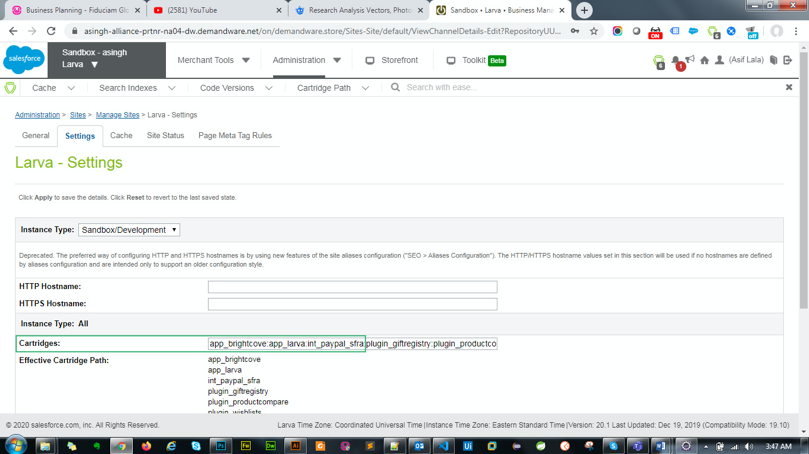 Business Planning - Fiduciam Glo
(2581) YouTube
Research Analysis Vectors, Photo
Sandbox • Larva • Business Mana
asingh-alliance-prtnr-na04-dw.demandware.net/on/demandware.store/Sites-Site/default/ViewChannelDetails-Edit?RepositoryUU...
ON
6
off
salesforce
Sandbox - asingh
Larva
Merchant Tools
Administration
Storefront
Toolkit Beta
6
1
(Asif Lala)
Cache
Search Indexes
Code Versions
Cartridge Path
Search with ease...
Administration > Sites > Manage Sites > Larva - Settings
General
Settings
Cache
Site Status
Page Meta Tag Rules
Larva - Settings
Click Apply to save the details. Click Reset to revert to the last saved state.
Instance Type: Sandbox/Development
Deprecated. The preferred way of configuring HTTP and HTTPS hostnames is by using new features of the site aliases configuration ("SEO > Aliases Configuration"). The HTTP/HTTPS hostname values set in this section will be used if no hostnames are defined
by aliases configuration and are intended only to support an older configuration style.
HTTP Hostname:
HTTPS Hostname:
Instance Type: All
Cartridges: app_brightcove:app_larva:int_paypal_sfra:plugin_giftregistry:plugin_productco
Effective Cartridge Path: app_brightcove
app_larva
int_paypal_sfra
plugin_giftregistry
plugin_productcompare
plugin_wishlists
© 2020 salesforce.com, inc. All Rights Reserved.
Larva Time Zone: Coordinated Universal Time | Instance Time Zone: Eastern Standard Time | Version: 20.1 Last Updated: Dec 19, 2019 (Compatibility Mode: 19.10)
3:47 AM